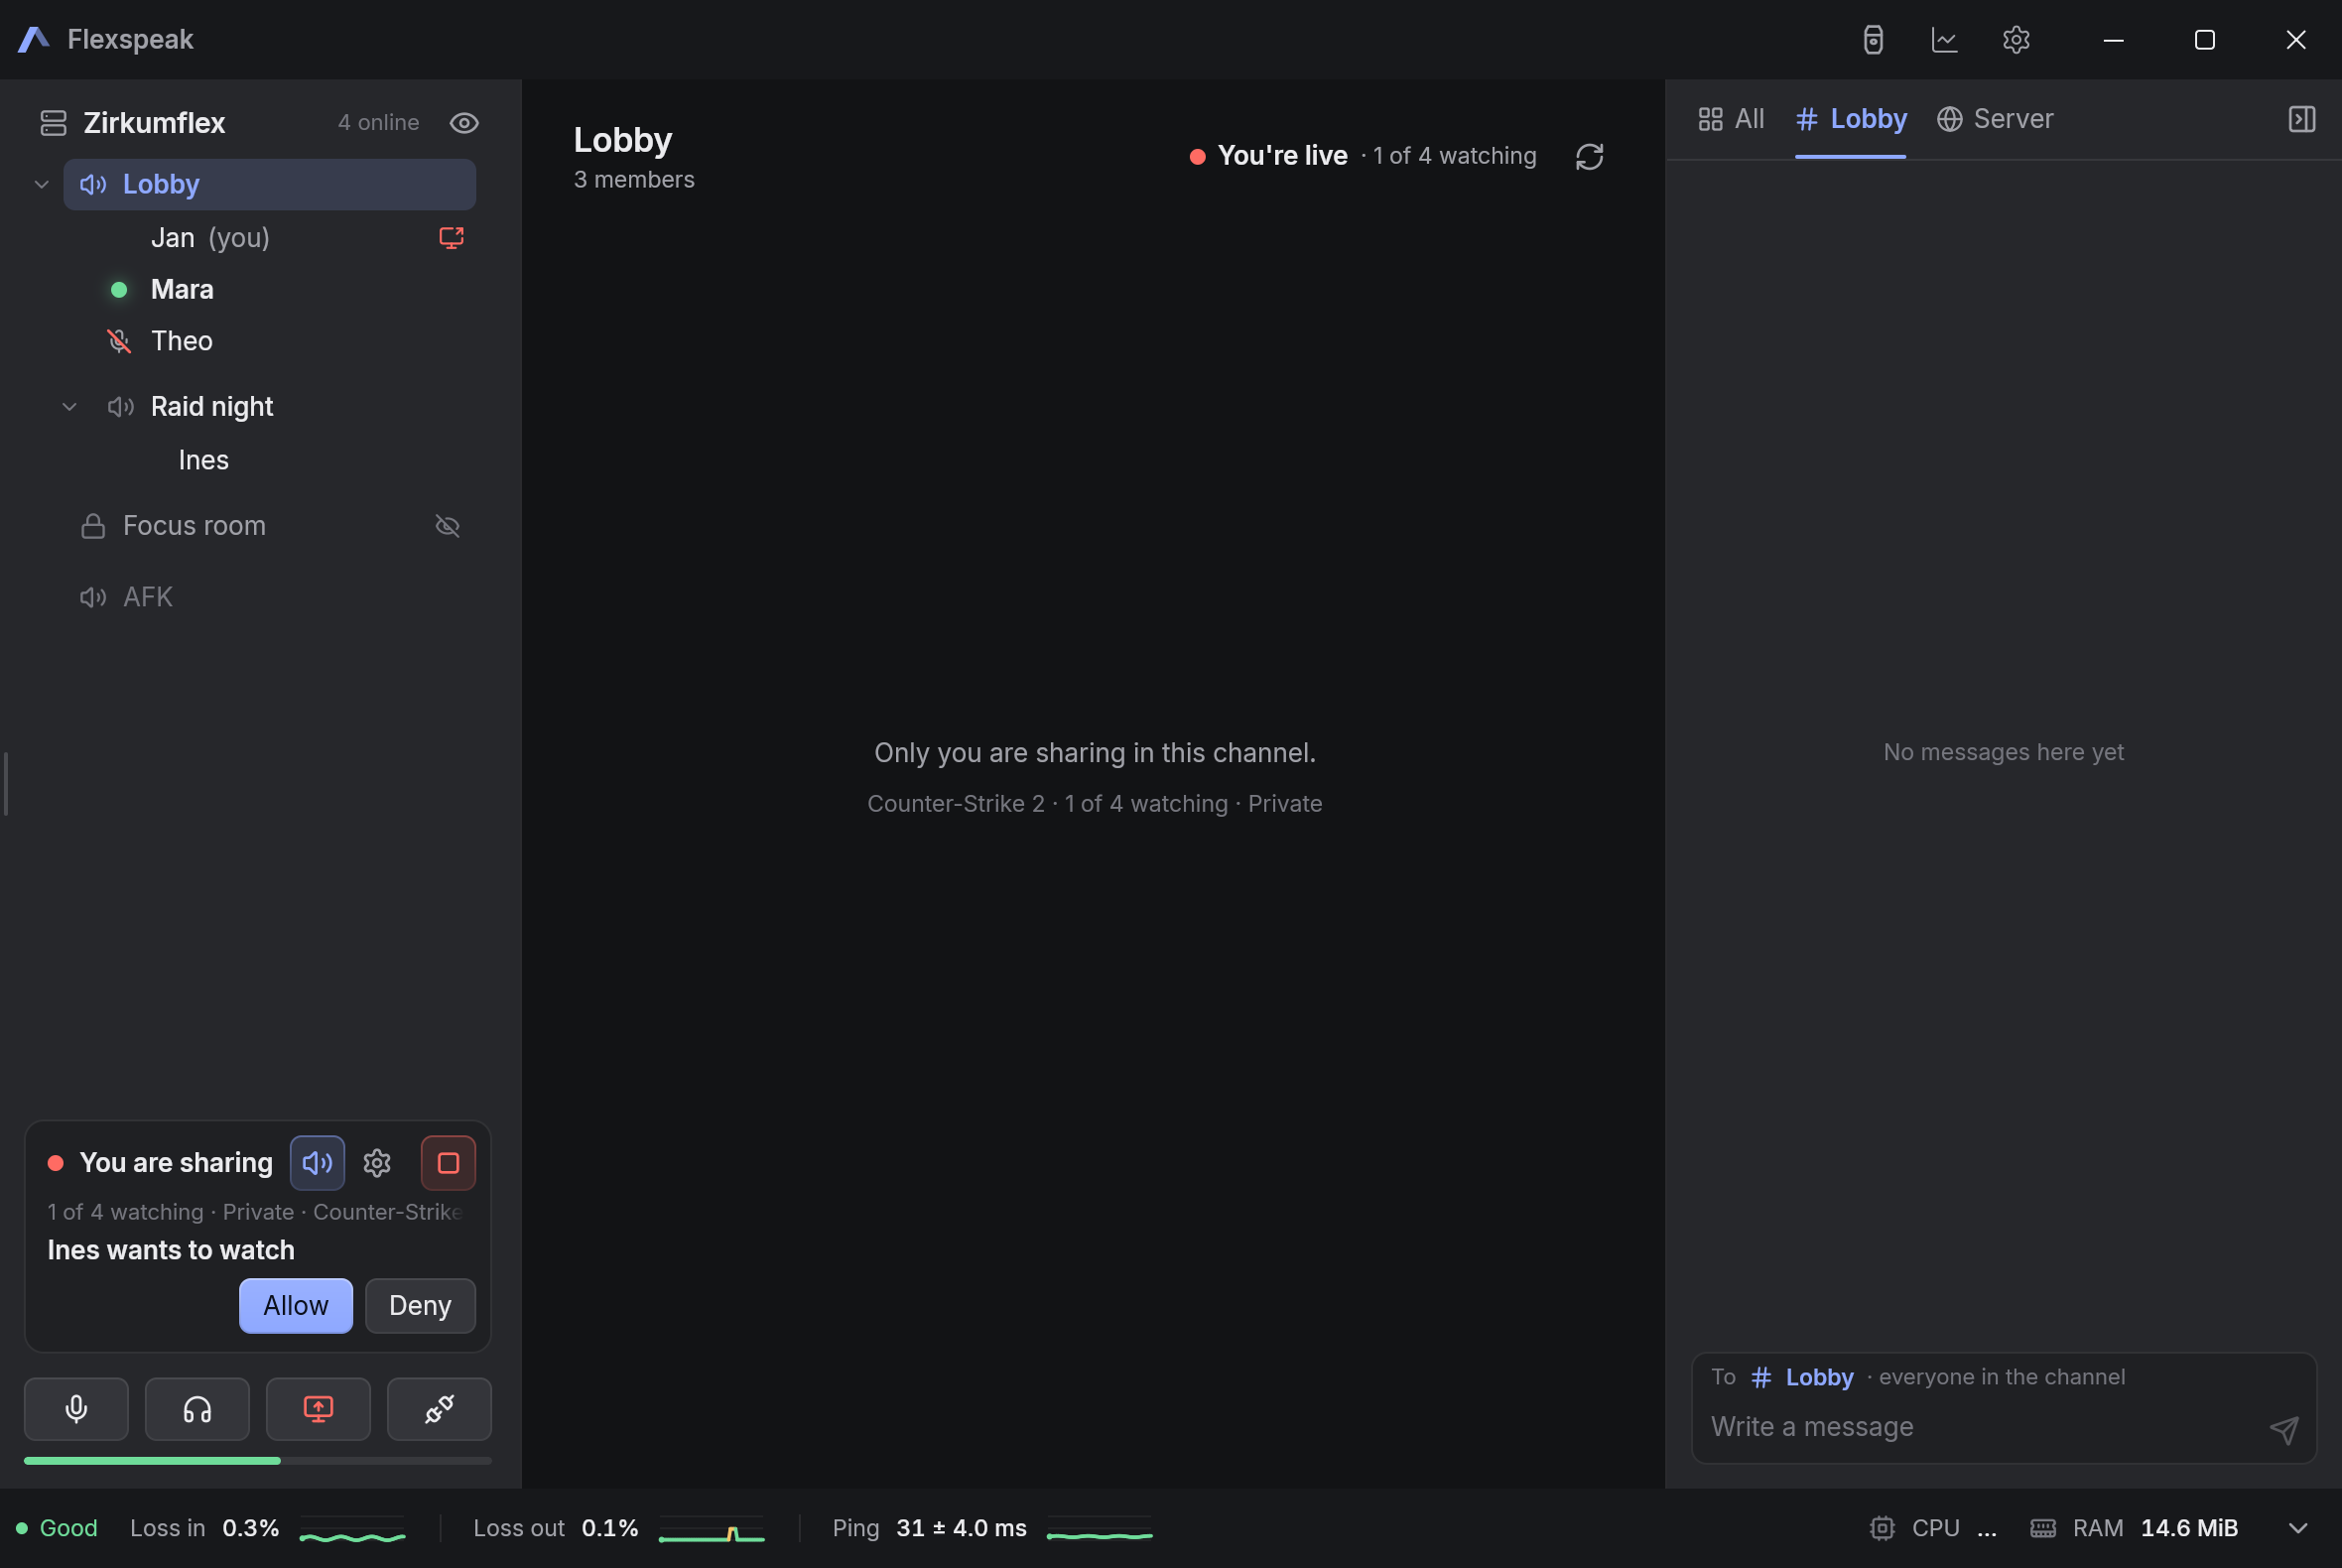 Flexspeak
Zirkumflex 4 online
Lobby
Jan (you)
Mara
Theo
Raid night
Ines
Focus room
AFK
You are sharing
1 of 4 watching · Private · Counter-Strike
Ines wants to watch
Allow Deny
Lobby
3 members
You're live · 1 of 4 watching
Only you are sharing in this channel.
Counter-Strike 2 · 1 of 4 watching · Private
All # Lobby Server
No messages here yet
To # Lobby · everyone in the channel
Write a message
Good Loss in 0.3% Loss out 0.1% Ping 31 ± 4.0 ms CPU ... RAM 14.6 MiB